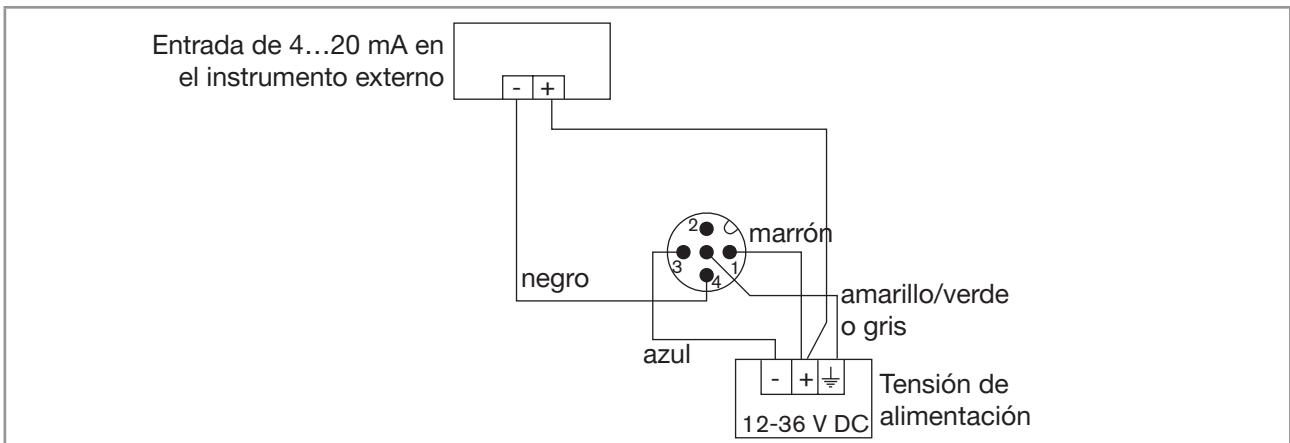 Entrada de 4…20 mA en
el instrumento externo
- +
2
marrón
3
1
4
negro
amarillo/verde
o gris
azul
- +
Tensión de
alimentación
12-36 V DC